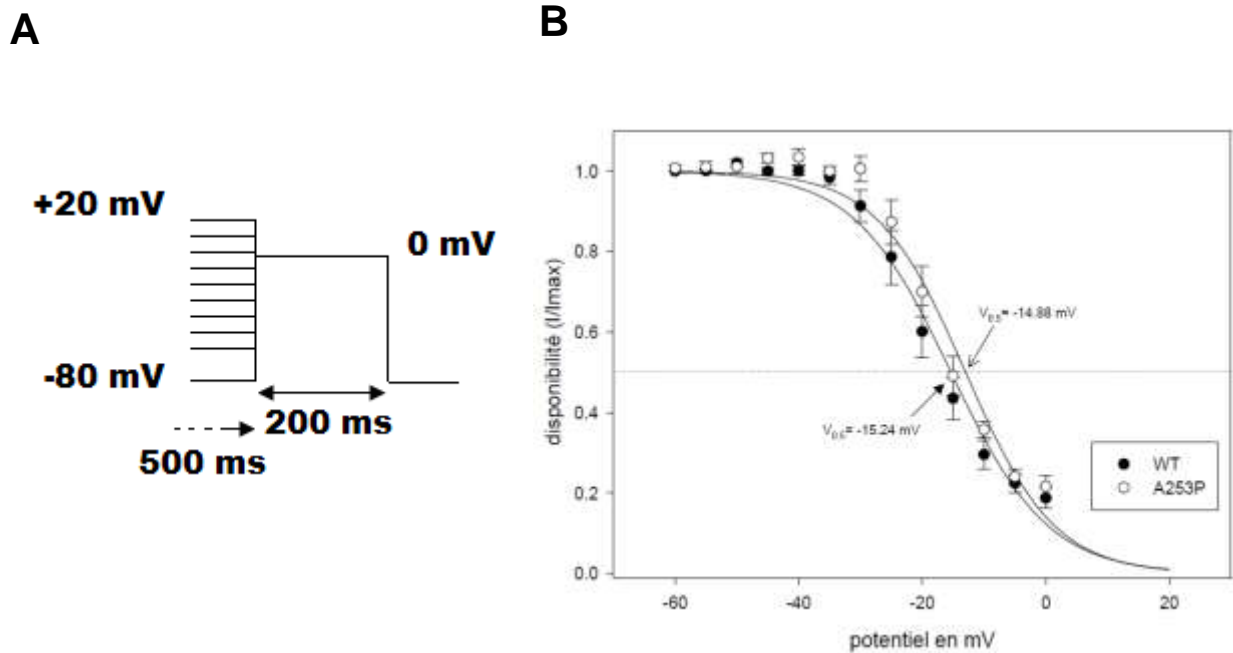 A
B
+20 mV
0 mV
-80 mV
200 ms
500 ms
disponibilité (I/Imax)
1.0
0.8
0.6
0.4
0.2
0.0
V0.5= -14.88 mV
V0.5= -15.24 mV
WT
A253P
-60
-40
-20
0
20
potentiel en mV